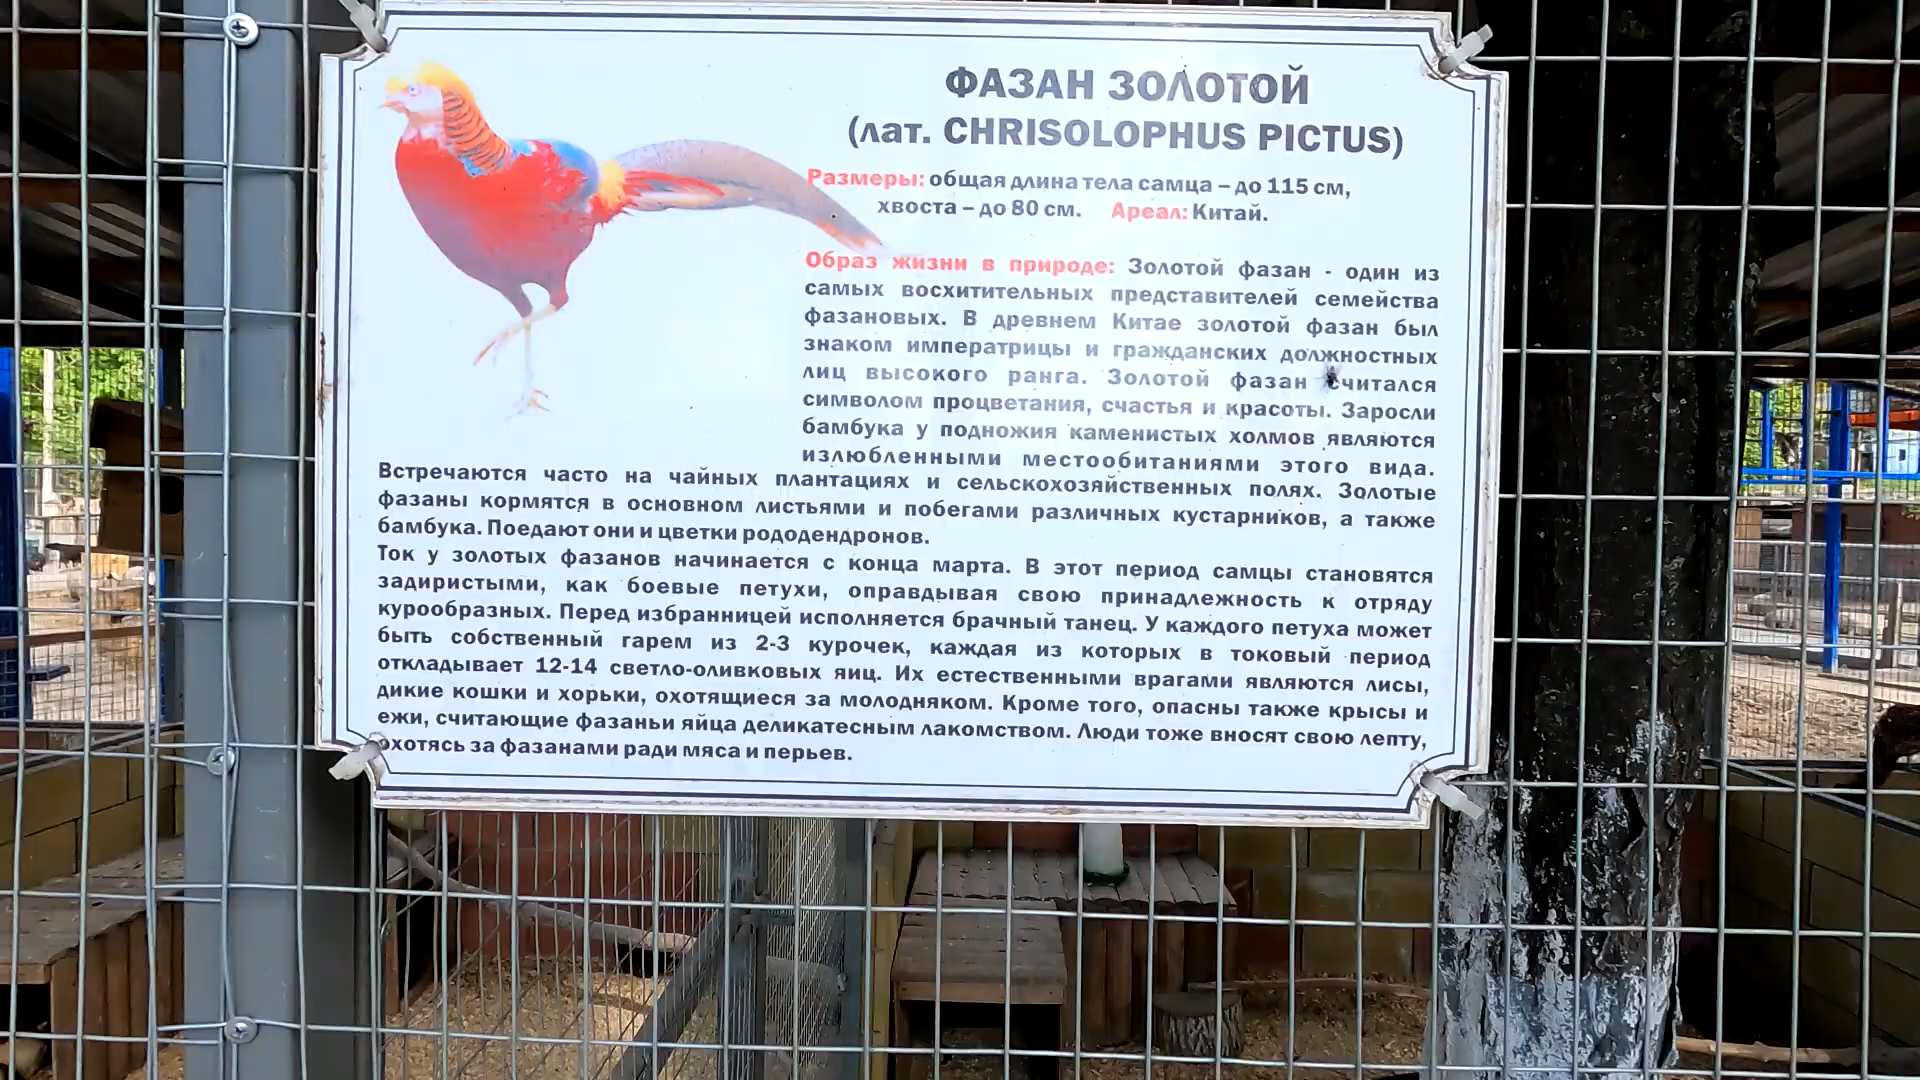 ФАЗАН ЗОЛОТОЙ
(лат. CHRISOLOPHUS PICTUS)
Размеры: общая длина тела самца – до 115 см,
хвоста – до 80 см. Ареал: Китай.
Образ жизни в природе: Золотой фазан - один из
самых восхитительных представителей семейства
фазановых. В древнем Китае золотой фазан был
знаком императрицы и гражданских должностных
лиц высокого ранга. Золотой фазан считался
символом процветания, счастья и красоты. Заросли
бамбука у подножия каменистых холмов являются
излюбленными местообитаниями этого вида.
Встречаются часто на чайных плантациях и сельскохозяйственных полях. Золотые
фазаны кормятся в основном листьями и побегами различных кустарников, а также
бамбука. Поедают они и цветки рододендронов.
Ток у золотых фазанов начинается с конца марта. В этот период самцы становятся
задиристыми, как боевые петухи, оправдывая свою принадлежность к отряду
курообразных. Перед избранницей исполняется брачный танец. У каждого петуха может
быть собственный гарем из 2-3 курочек, каждая из которых в токовый период
откладывает 12-14 светло-оливковых яиц. Их естественными врагами являются лисы,
дикие кошки и хорьки, охотящиеся за молодняком. Кроме того, опасны также крысы и
ежи, считающие фазаньи яйца деликатесным лакомством. Люди тоже вносят свою лепту,
охотясь за фазанами ради мяса и перьев.